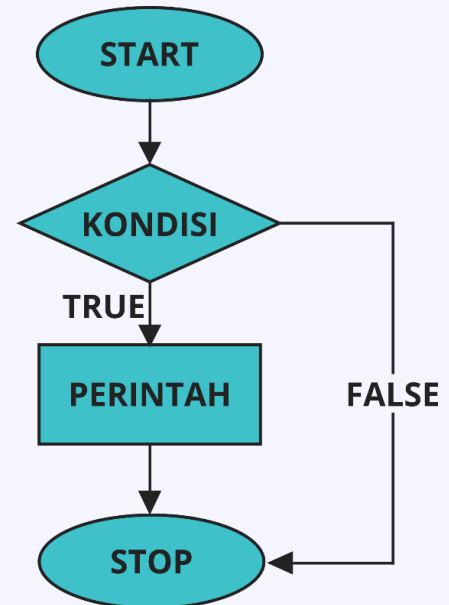 START
KONDISI
TRUE
PERINTAH
FALSE
STOP